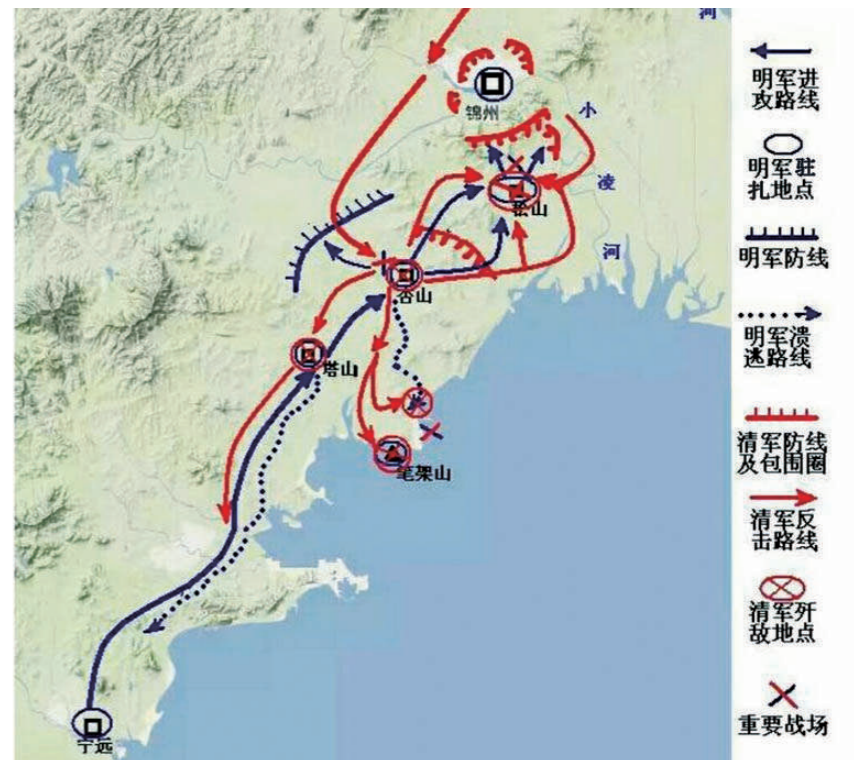 河
锦州
小
凌
河
松山
杏山
塔山
笔架山
宁远
明军进
攻路线
明军驻
扎地点
明军防线
明军溃
逃路线
清军防线
及包围圈
清军反
击路线
清军歼
敌地点
重要战场